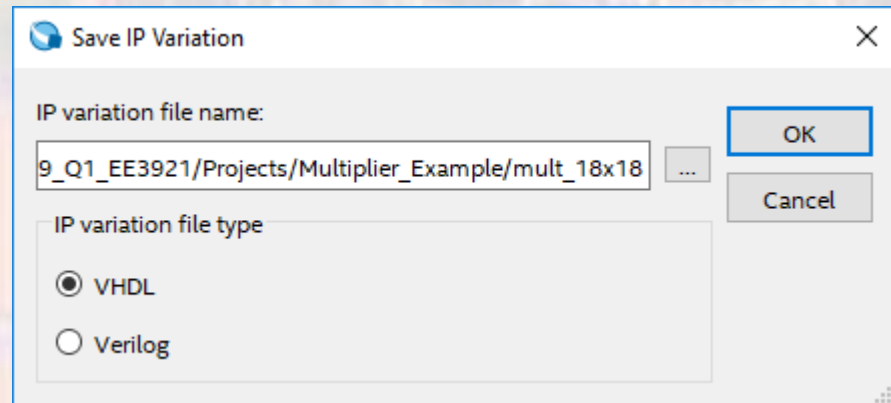 Save IP Variation
IP variation file name:
9_Q1_EE3921/Projects/Multiplier_Example/mult_18x18
...
OK
Cancel
IP variation file type
VHDL
Verilog